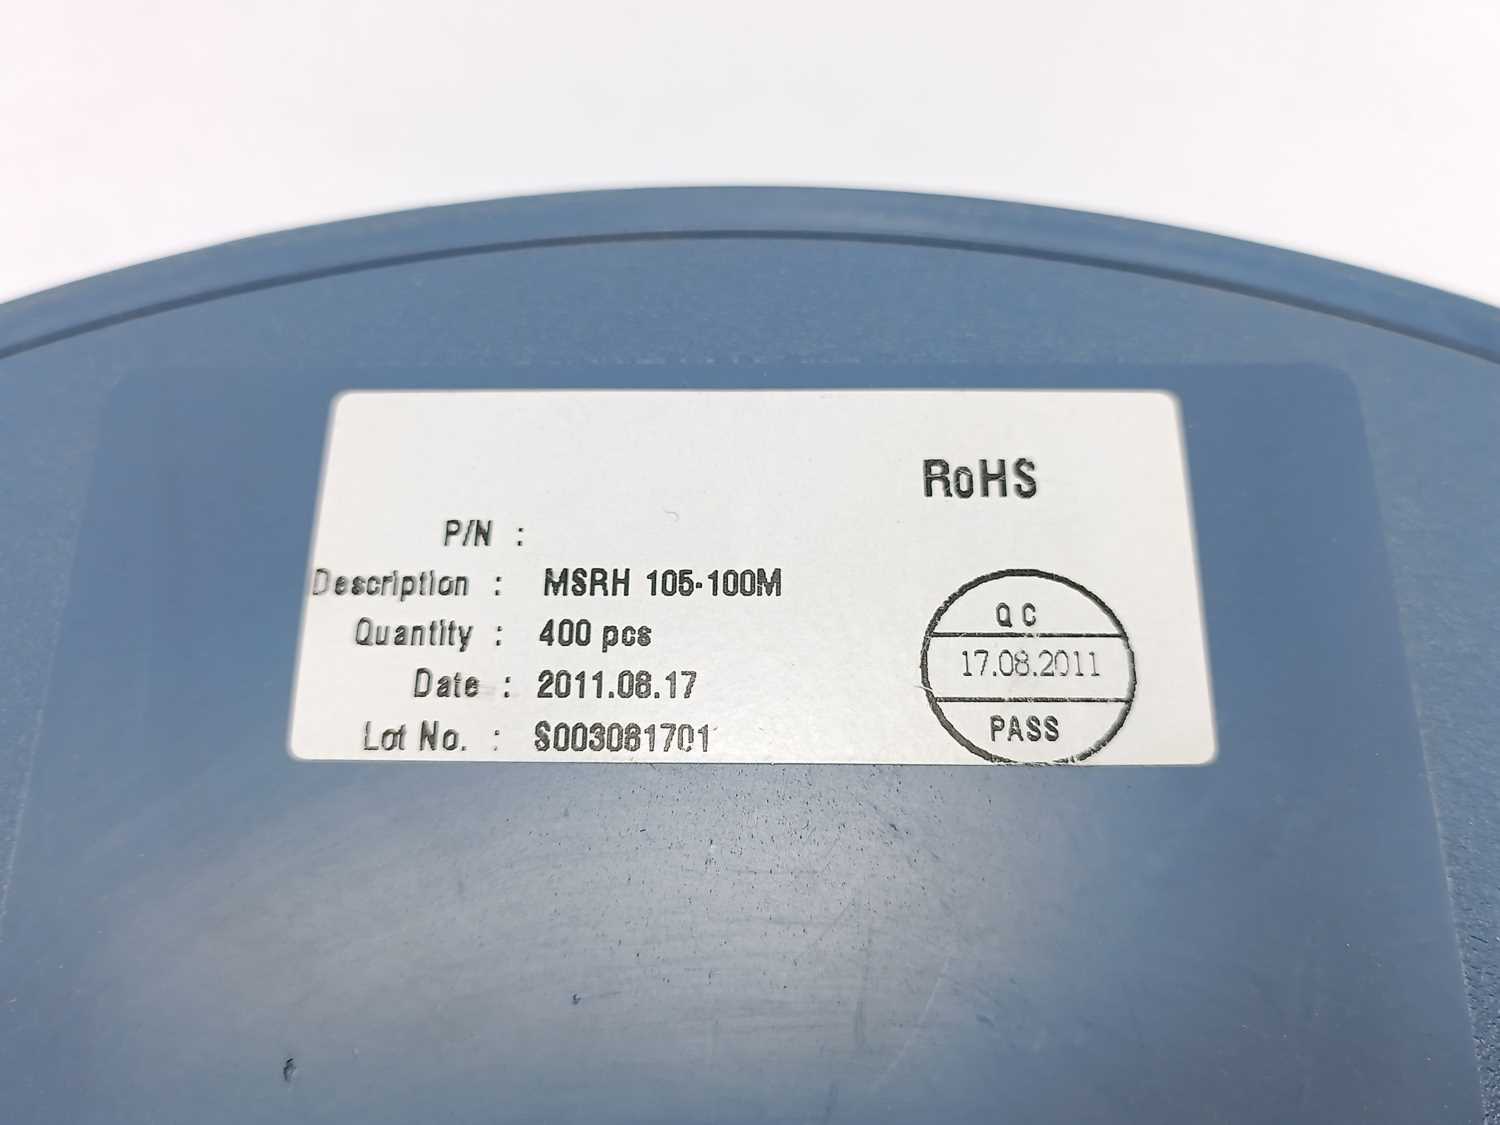 RoHS
P/N :
Description : MSRH 105-100M
Quantity : 400 pcs
Date : 2011.08.17
Lot No. : S003081701
QC
17.08.2011
PASS